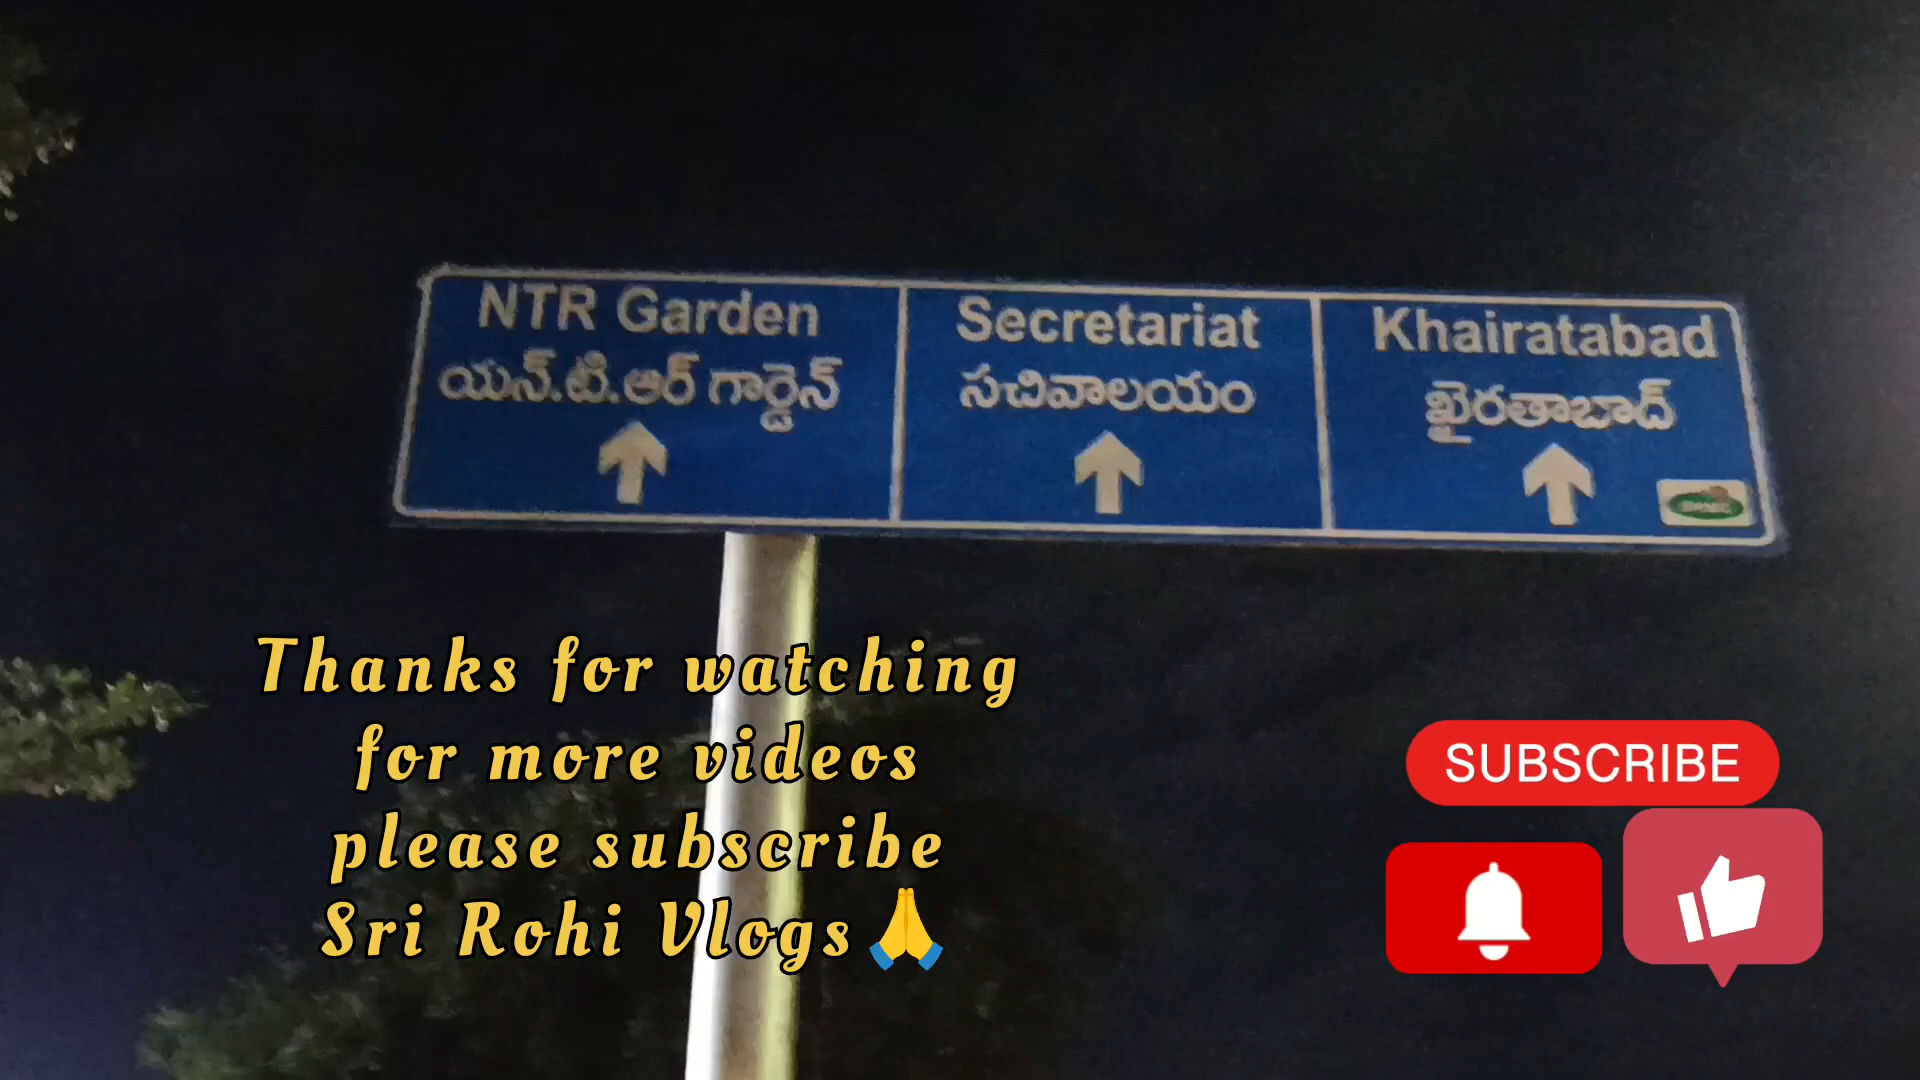 NTR Garden
యన్.టి.ఆర్ గార్డెన్
Secretariat
సచివాలయం
Khairatabad
ఖైరతాబాద్
Thanks for watching
for more videos
please subscribe
Sri Rohi Vlogs🙏
SUBSCRIBE